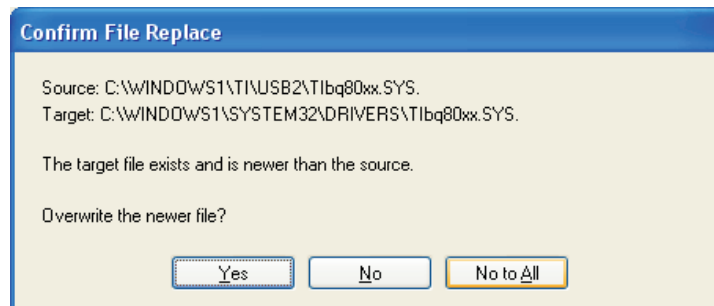 Confirm File Replace
Source: C:\WINDOWS1\TI\USB2\TIbq80xx.SYS.
Target: C:\WINDOWS1\SYSTEM32\DRIVERS\TIbq80xx.SYS.
The target file exists and is newer than the source.
Overwrite the newer file?
Yes No No to All